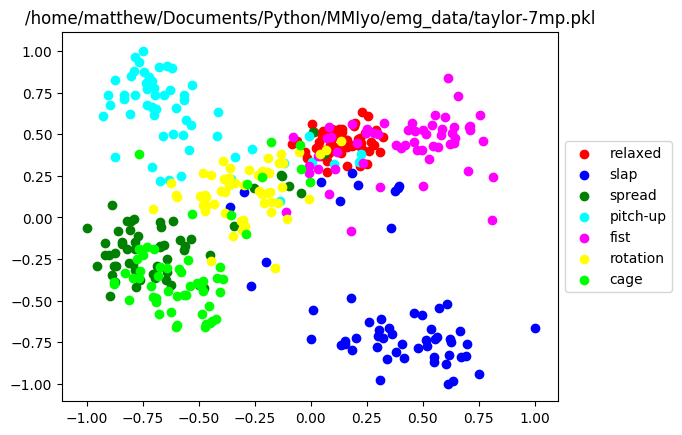 /home/matthew/Documents/Python/MMIyo/emg_data/taylor-7mp.pkl
1.00
0.75
0.50
0.25
0.00
−0.25
−0.50
−0.75
−1.00
−1.00 −0.75 −0.50 −0.25 0.00 0.25 0.50 0.75 1.00
relaxed
slap
spread
pitch-up
fist
rotation
cage